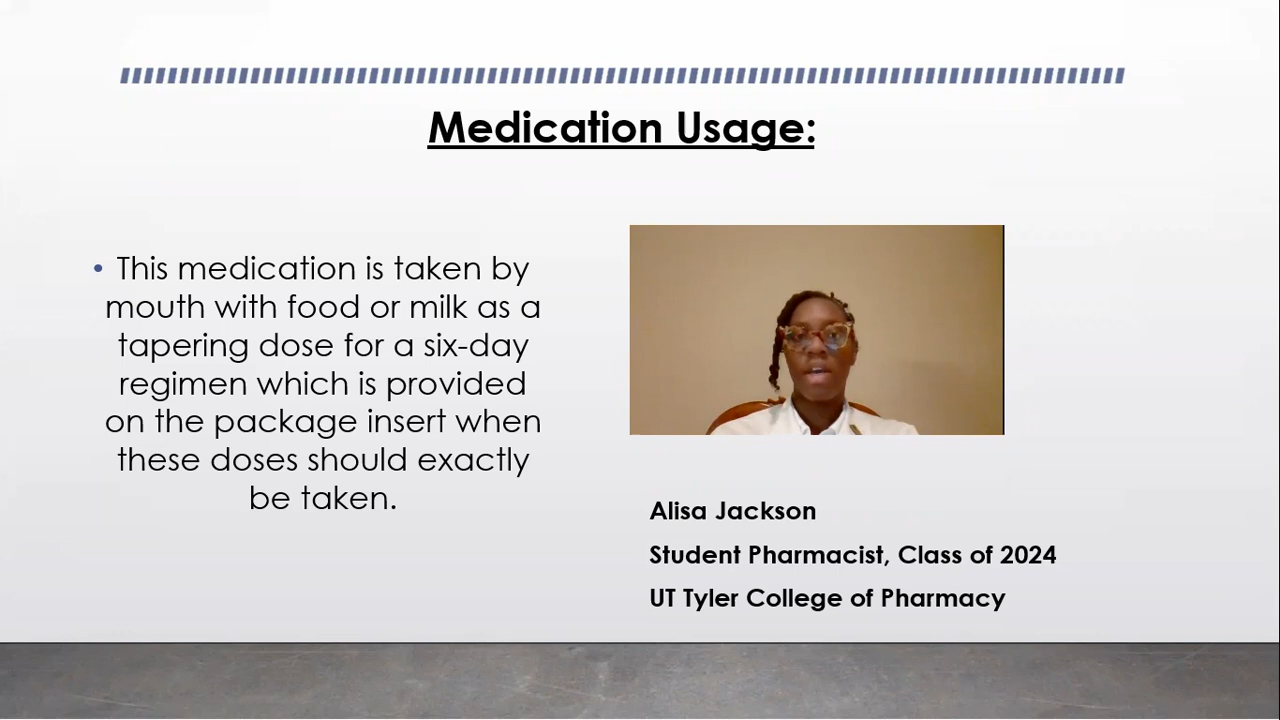 Medication Usage:
• This medication is taken by
mouth with food or milk as a
tapering dose for a six-day
regimen which is provided
on the package insert when
these doses should exactly
be taken.
Alisa Jackson
Student Pharmacist, Class of 2024
UT Tyler College of Pharmacy